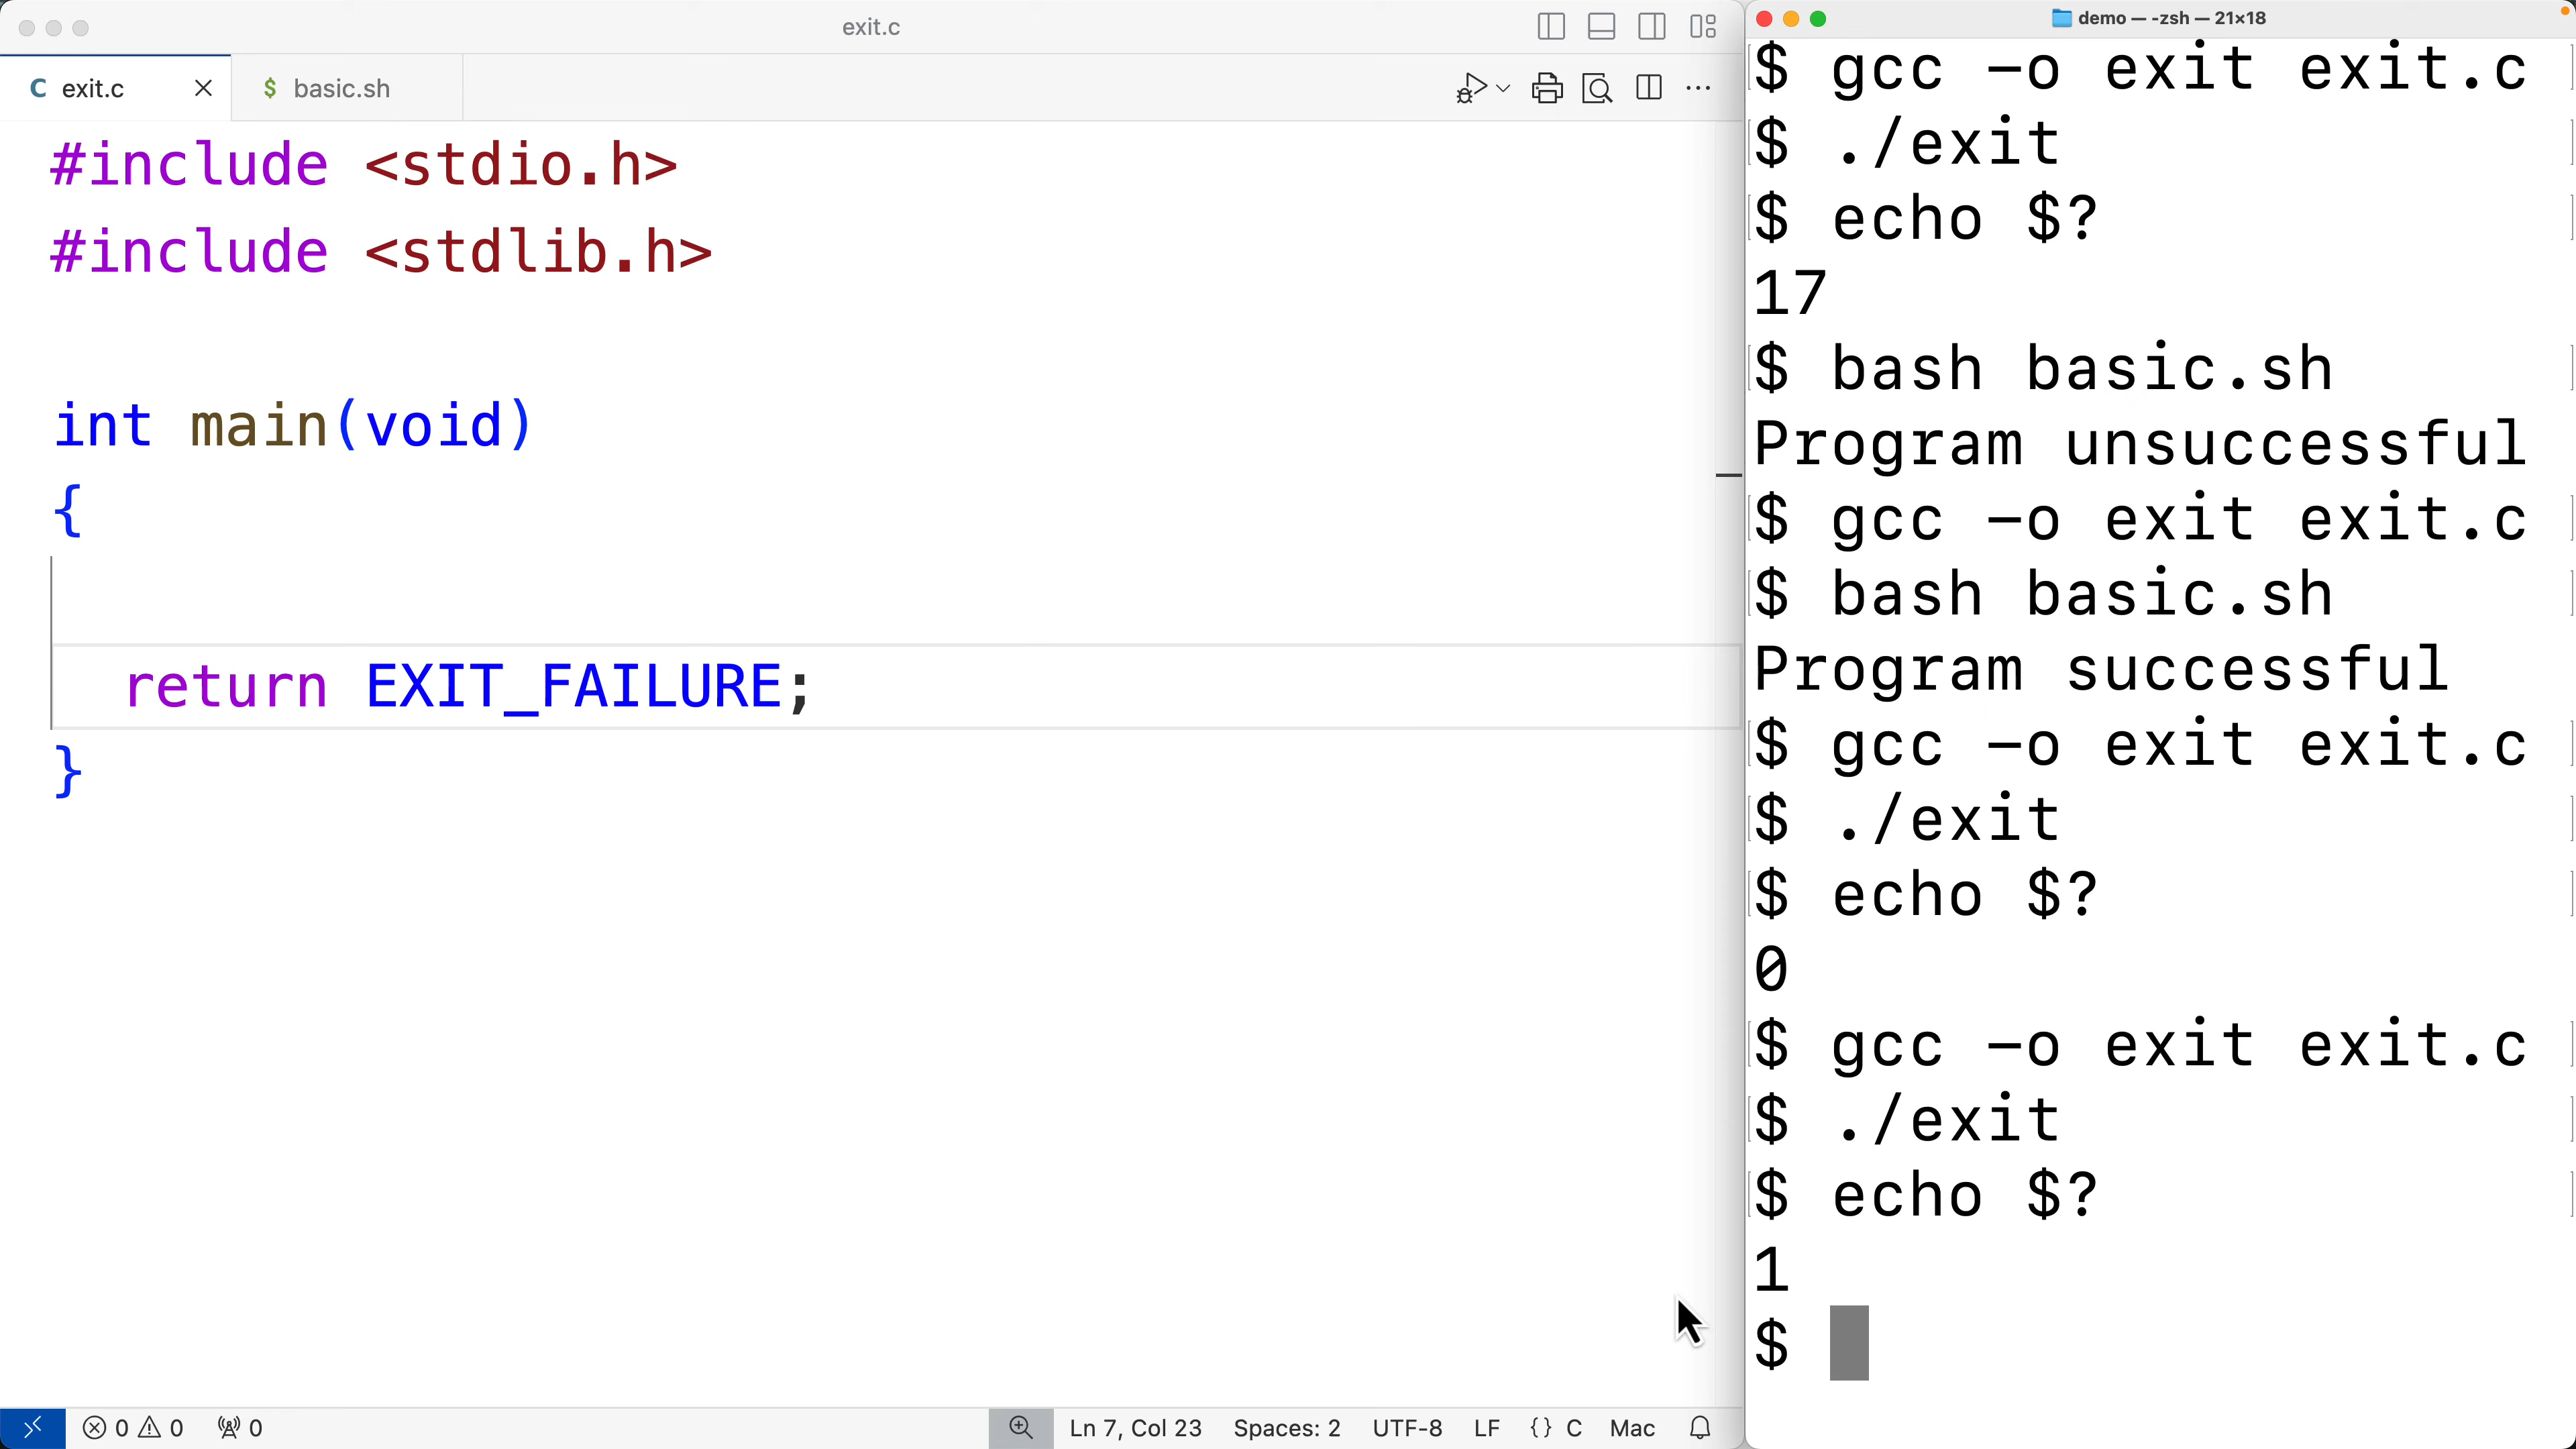 exit.c
exit.c
basic.sh
#include <stdio.h>
#include <stdlib.h>
int main(void)
{
return EXIT_FAILURE;
}
0 0 0
Ln 7, Col 23 Spaces: 2 UTF-8 LF {} C Mac
demo — -zsh — 21×18
$ gcc -o exit exit.c
$ ./exit
$ echo $?
17
$ bash basic.sh
Program unsuccessful
$ gcc -o exit exit.c
$ bash basic.sh
Program successful
$ gcc -o exit exit.c
$ ./exit
$ echo $?
0
$ gcc -o exit exit.c
$ ./exit
$ echo $?
1
$